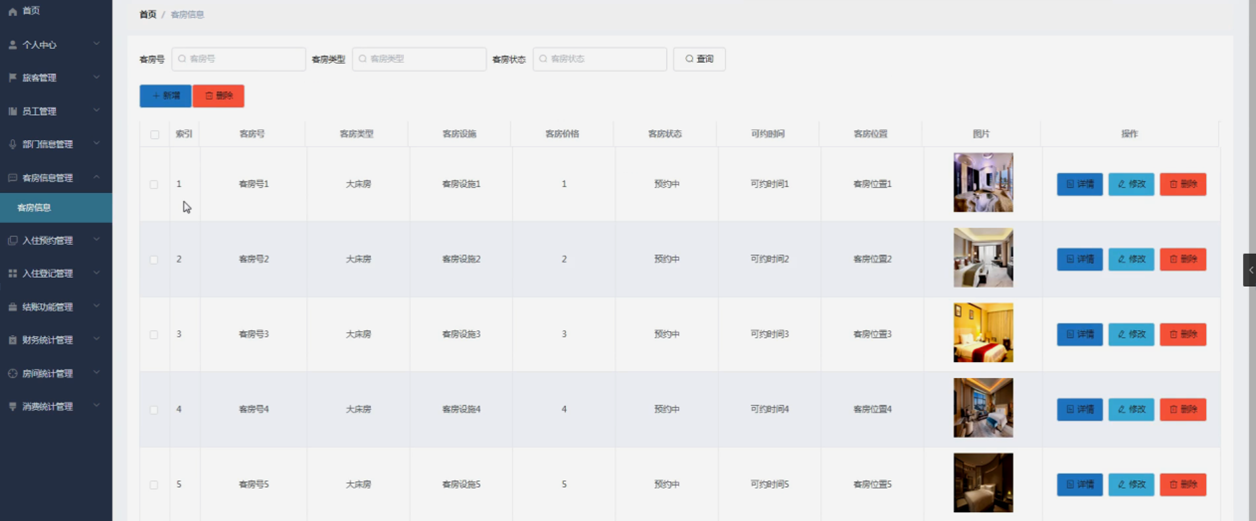 首页
个人中心
旅客管理
员工管理
部门信息管理
客房信息管理
客房信息
入住预约管理
入住登记管理
结账功能管理
财务统计管理
房间统计管理
消费统计管理
首页 / 客房信息
客房号 客房号 客房类型 客房类型 客房状态 客房状态 查询
+ 新增 删除
索引 客房号 客房类型 客房设施 客房价格 客房状态 可约时间 客房位置 图片 操作
1 客房号1 大床房 客房设施1 1 预约中 可约时间1 客房位置1 详情 修改 删除
2 客房号2 大床房 客房设施2 2 预约中 可约时间2 客房位置2 详情 修改 删除
3 客房号3 大床房 客房设施3 3 预约中 可约时间3 客房位置3 详情 修改 删除
4 客房号4 大床房 客房设施4 4 预约中 可约时间4 客房位置4 详情 修改 删除
5 客房号5 大床房 客房设施5 5 预约中 可约时间5 客房位置5 详情 修改 删除